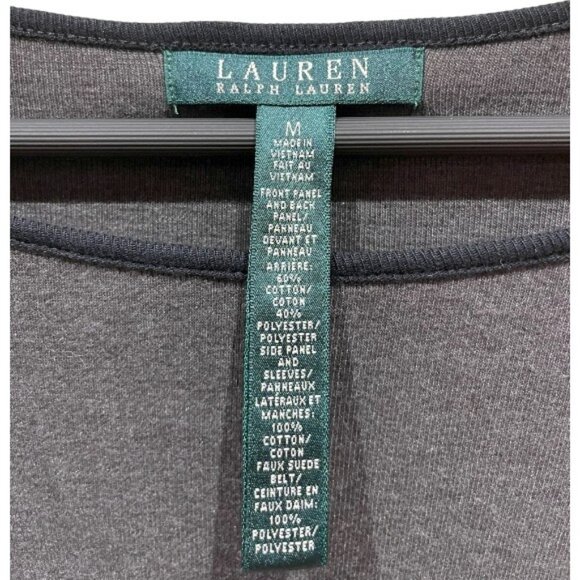 LAUREN
RALPH LAUREN
M
MADE IN
VIETNAM
FAIT AU
VIETNAM
FRONT PANEL
AND BACK
PANEL/
PANNEAU
DEVANT ET
PANNEAU
ARRIÈRE:
60%
COTTON/
COTON
40%
POLYESTER/
POLYESTER
SIDE PANEL
AND
SLEEVES/
PANNEAUX
LATÉRAUX ET
MANCHES:
100%
COTTON/
COTON
FAUX SUEDE
BELT/
CEINTURE EN
FAUX DAIM:
100%
POLYESTER/
POLYESTER